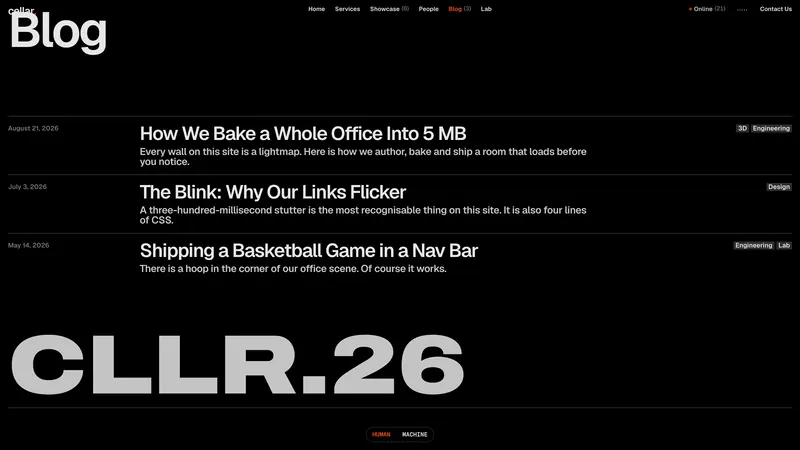 cellar.
Home Services Showcase (6) People Blog (3) Lab Online (21) Contact Us
Blog
August 21, 2026
How We Bake a Whole Office Into 5 MB
3D Engineering
Every wall on this site is a lightmap. Here is how we author, bake and ship a room that loads before
you notice.
July 3, 2026
The Blink: Why Our Links Flicker
Design
A three-hundred-millisecond stutter is the most recognisable thing on this site. It is also four lines
of CSS.
May 14, 2026
Shipping a Basketball Game in a Nav Bar
Engineering Lab
There is a hoop in the corner of our office scene. Of course it works.
CLLR.26
HUMAN MACHINE